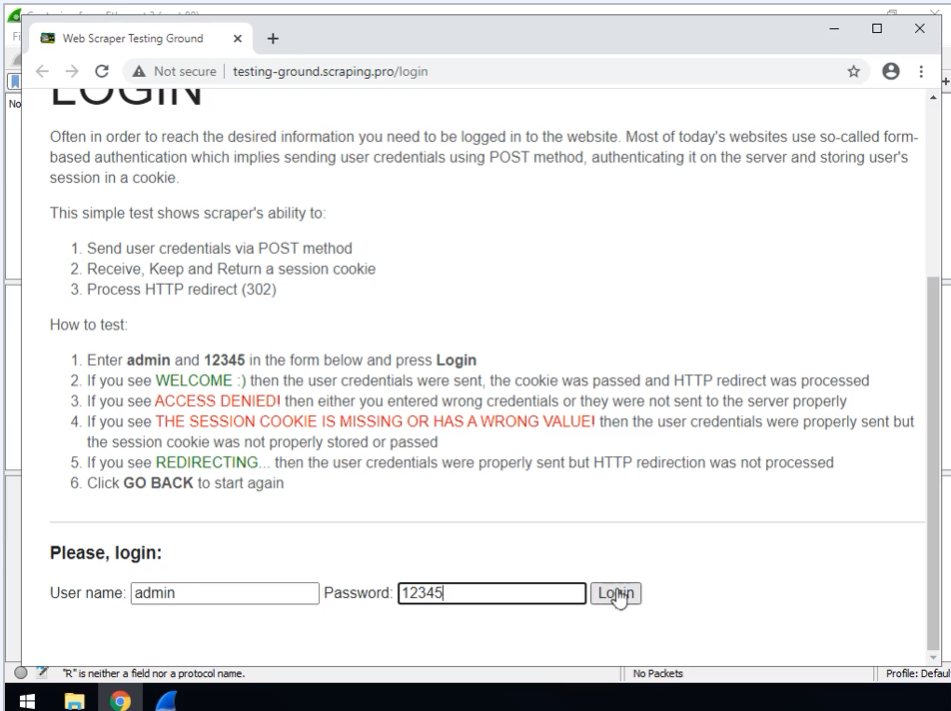 Web Scraper Testing Ground
Not secure | testing-ground.scraping.pro/login
No
LOGIN
Often in order to reach the desired information you need to be logged in to the website. Most of today's websites use so-called form-
based authentication which implies sending user credentials using POST method, authenticating it on the server and storing user's
session in a cookie.
This simple test shows scraper's ability to:
1. Send user credentials via POST method
2. Receive, Keep and Return a session cookie
3. Process HTTP redirect (302)
How to test:
1. Enter admin and 12345 in the form below and press Login
2. If you see WELCOME :) then the user credentials were sent, the cookie was passed and HTTP redirect was processed
3. If you see ACCESS DENIED! then either you entered wrong credentials or they were not sent to the server properly
4. If you see THE SESSION COOKIE IS MISSING OR HAS A WRONG VALUE! then the user credentials were properly sent but
the session cookie was not properly stored or passed
5. If you see REDIRECTING... then the user credentials were properly sent but HTTP redirection was not processed
6. Click GO BACK to start again
Please, login:
User name: admin Password: 12345 Login
"R" is neither a field nor a protocol name. No Packets Profile: Defau